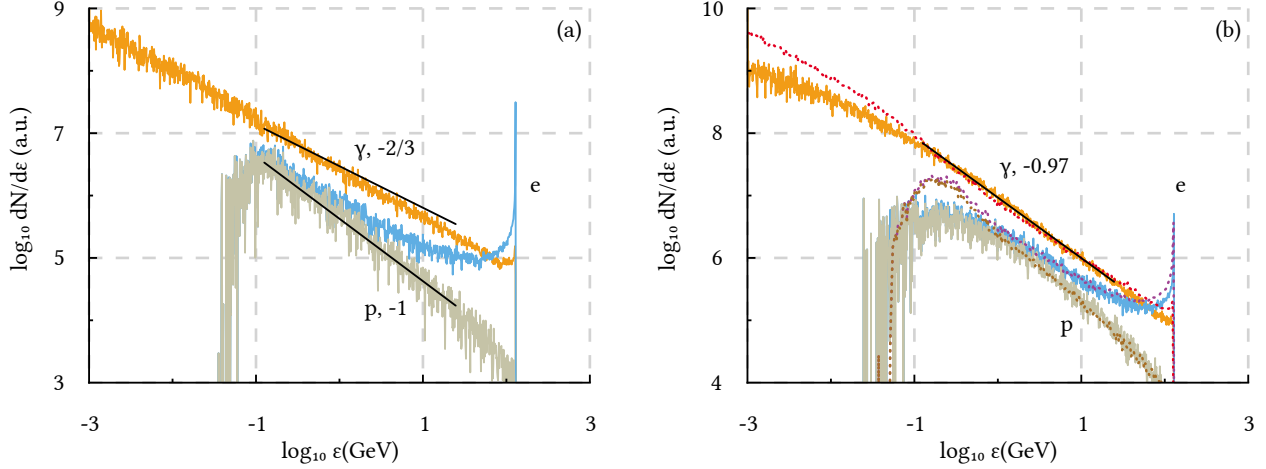 (a)
9
7
5
3
log₁₀ dN/dε (a.u.)
γ, -2/3
e
p, -1
-3
-1
1
3
log₁₀ ε(GeV)
(b)
10
8
6
4
log₁₀ dN/dε (a.u.)
γ, -0.97
e
p
-3
-1
1
3
log₁₀ ε(GeV)